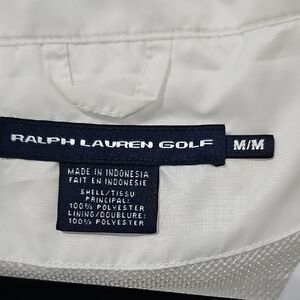 RALPH LAUREN GOLF M/M
MADE IN INDONESIA
FAIT EN INDONESIE
SHELL/TISSU
PRINCIPAL:
100% POLYESTER
LINING/DOUBLURE:
100% POLYESTER